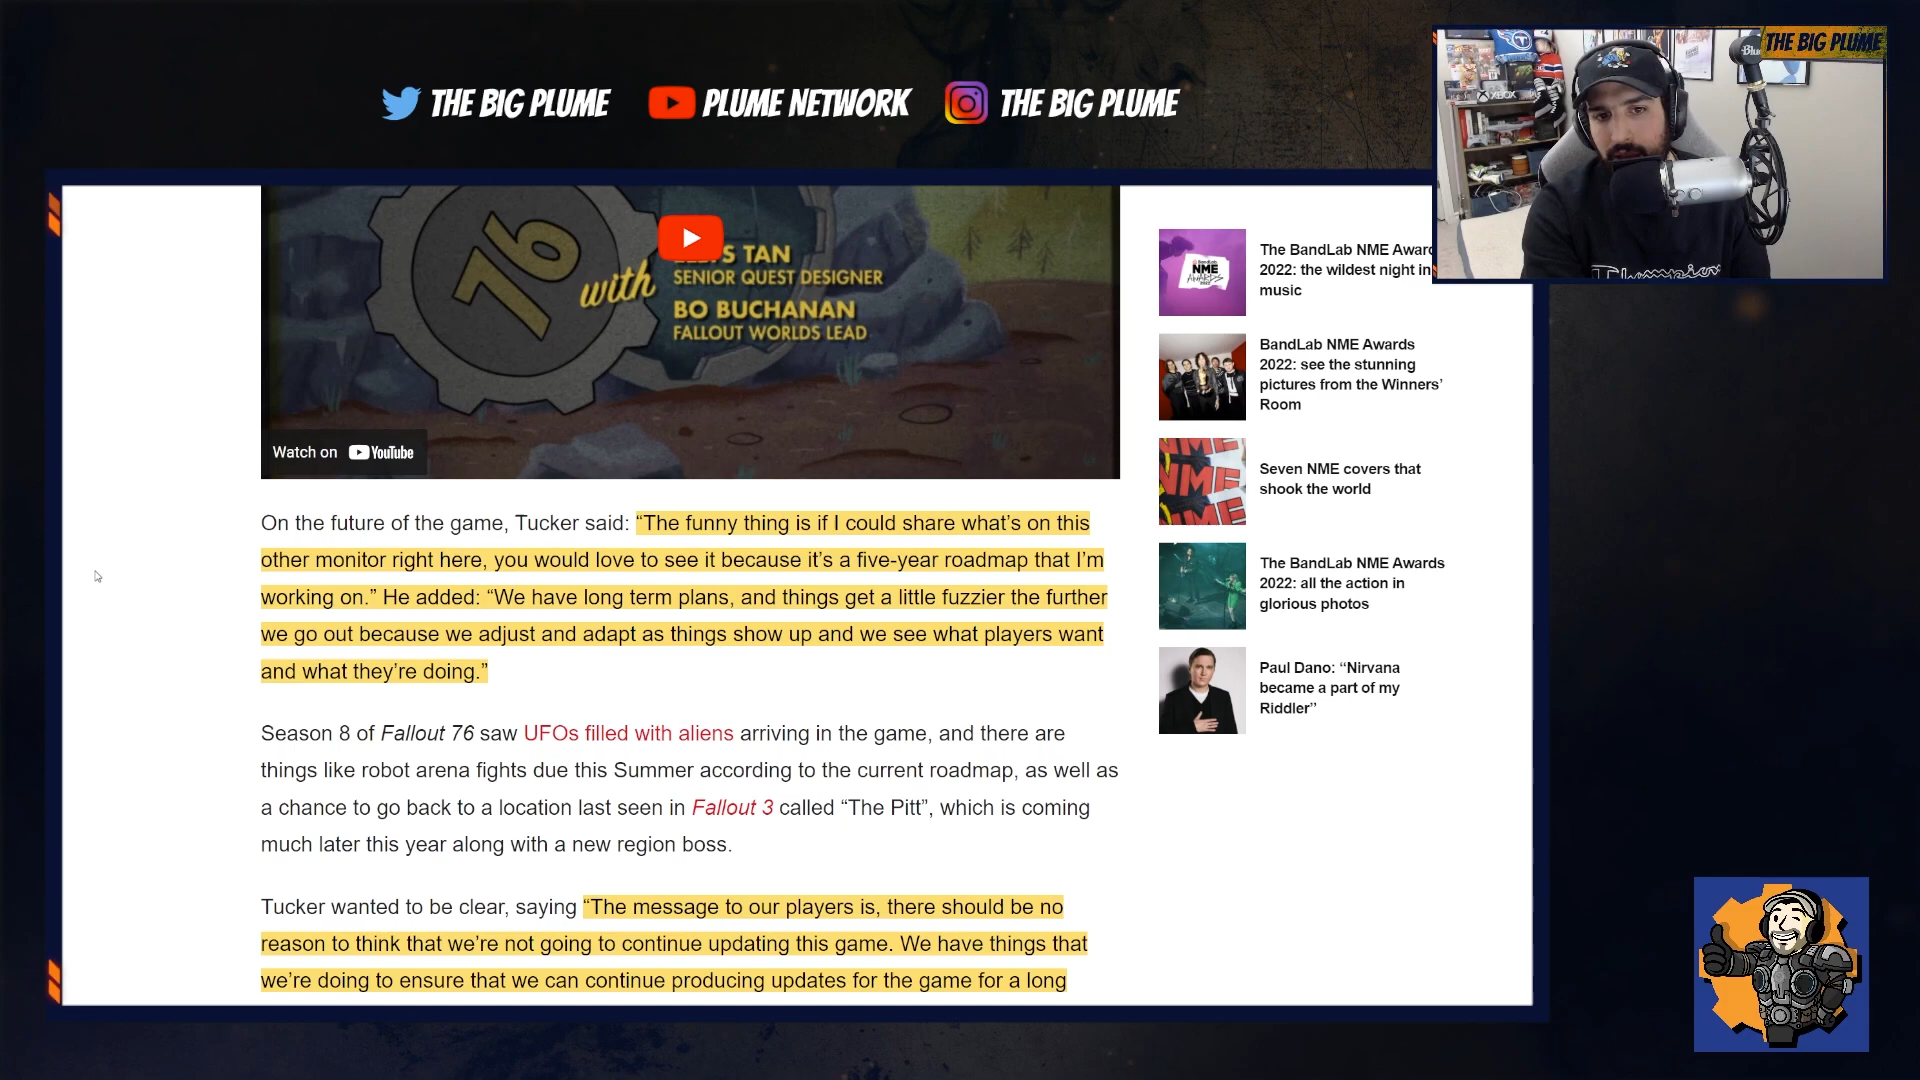 THE BIG PLUME
PLUME NETWORK
THE BIG PLUME
THE BIG PLUME
XBOX
Champion
76
with
S TAN
SENIOR QUEST DESIGNER
BO BUCHANAN
FALLOUT WORLDS LEAD
Watch on YouTube
On the future of the game, Tucker said: “The funny thing is if I could share what’s on this
other monitor right here, you would love to see it because it’s a five-year roadmap that I’m
working on.” He added: “We have long term plans, and things get a little fuzzier the further
we go out because we adjust and adapt as things show up and we see what players want
and what they’re doing.”
Season 8 of Fallout 76 saw UFOs filled with aliens arriving in the game, and there are
things like robot arena fights due this Summer according to the current roadmap, as well as
a chance to go back to a location last seen in Fallout 3 called “The Pitt”, which is coming
much later this year along with a new region boss.
Tucker wanted to be clear, saying “The message to our players is, there should be no
reason to think that we’re not going to continue updating this game. We have things that
we’re doing to ensure that we can continue producing updates for the game for a long
NME
AWARDS
The BandLab NME Award
2022: the wildest night in
music
BandLab NME Awards
2022: see the stunning
pictures from the Winners’
Room
NME
NME
Seven NME covers that
shook the world
The BandLab NME Awards
2022: all the action in
glorious photos
Paul Dano: “Nirvana
became a part of my
Riddler”